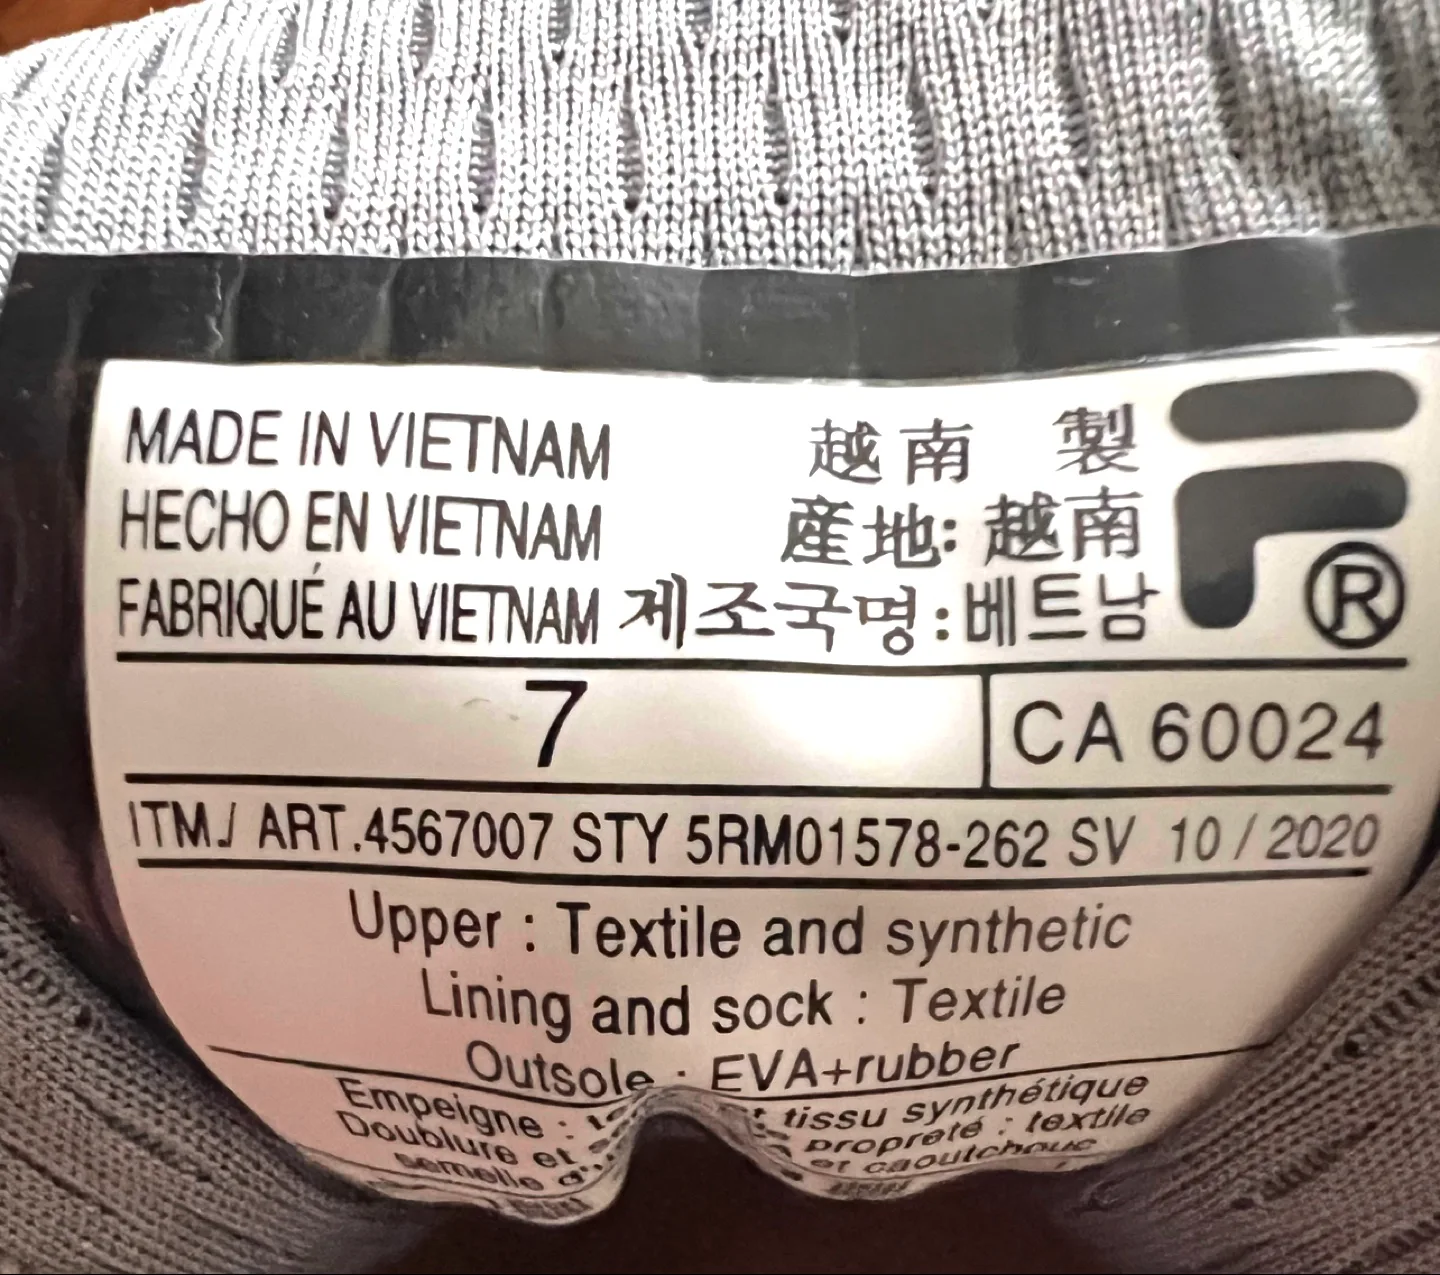 MADE IN VIETNAM 越南 製
HECHO EN VIETNAM 産地: 越南
FABRIQUÉ AU VIETNAM 제조국명 : 베트남
F ®
7 CA 60024
ITM./ ART.4567007 STY 5RM01578-262 SV 10 / 2020
Upper : Textile and synthetic
Lining and sock : Textile
Outsole : EVA+rubber
Empeigne : tissu synthétique
Doublure et propreté : textile
semelle d' et caoutchouc